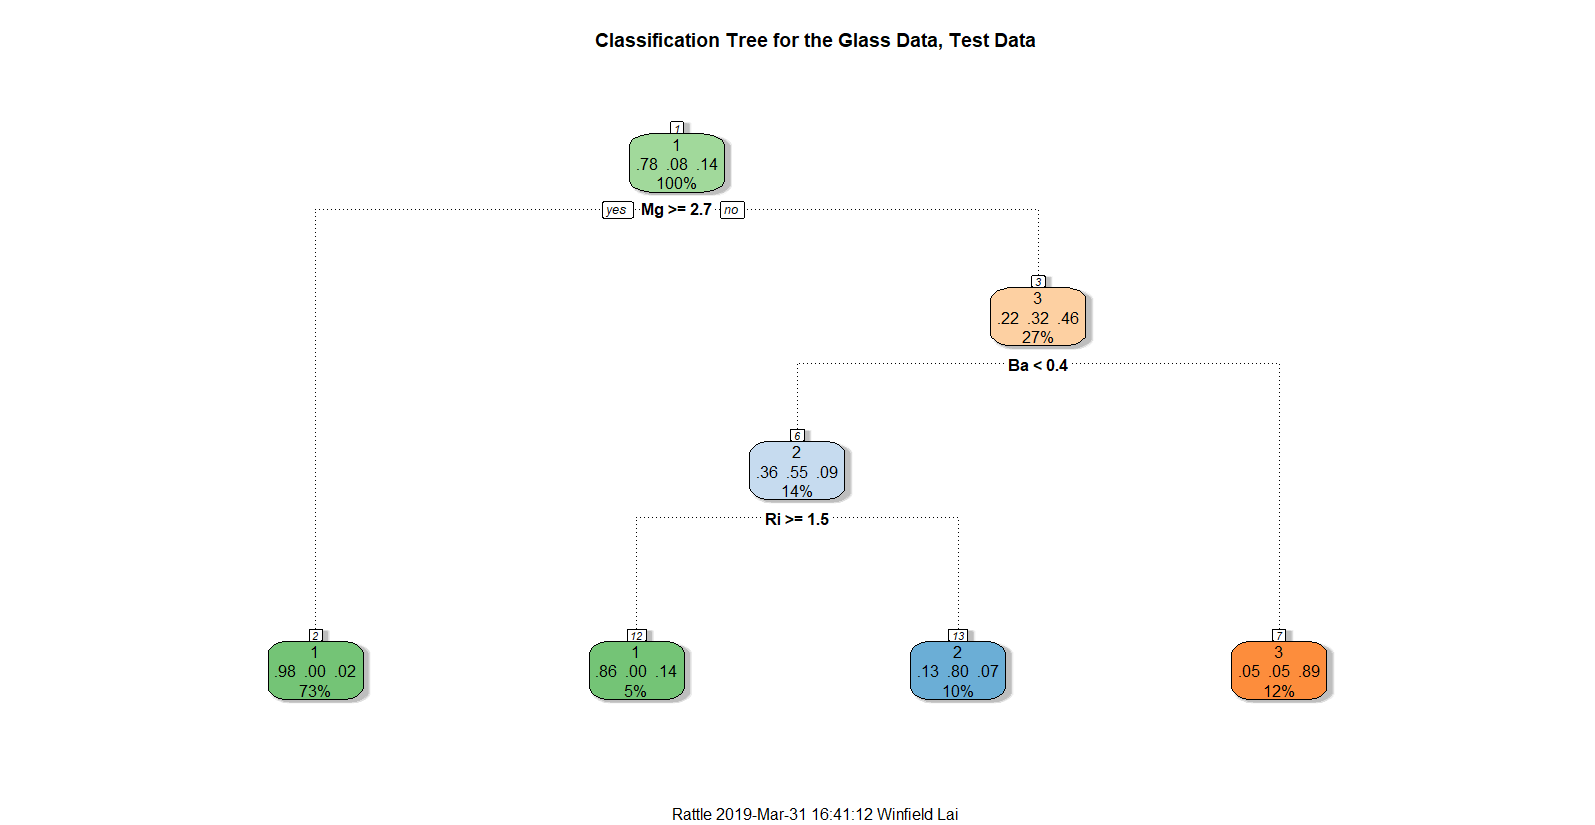 Classification Tree for the Glass Data, Test Data
1
1
.78 .08 .14
100%
yes Mg >= 2.7 no
3
3
.22 .32 .46
27%
Ba < 0.4
6
2
.36 .55 .09
14%
Ri >= 1.5
2
1
.98 .00 .02
73%
12
1
.86 .00 .14
5%
13
2
.13 .80 .07
10%
7
3
.05 .05 .89
12%
Rattle 2019-Mar-31 16:41:12 Winfield Lai